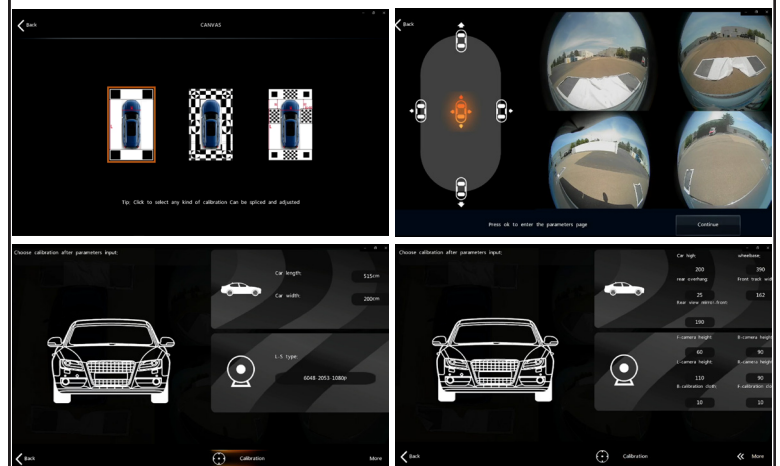 Back
CANVAS
Tip: Click to select any kind of calibration Can be spliced and adjusted
Back
Press ok to enter the parameters page
Continue
Choose calibration after parameters input:
Car length:
515cm
Car width:
200cm
L-S type:
6048-2053-1080p
Back
Calibration
More
Choose calibration after parameters input:
Car high:
wheelbase:
200
390
rear overhang:
Front track wid
25
162
Rear view mirror-from:
190
F-camera height:
B-camera height:
60
90
L-camera height:
R-camera height:
110
90
B-calibration cloth:
F-calibration clot
10
10
Back
Calibration
More